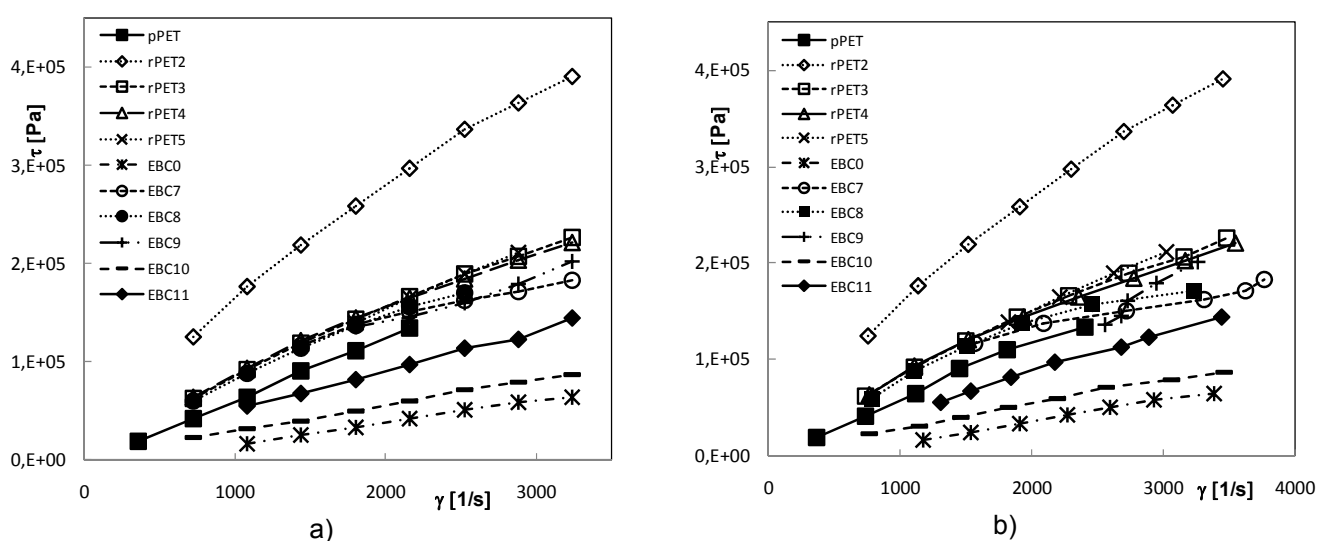 pPET
rPET2
rPET3
rPET4
rPET5
EBC0
EBC7
EBC8
EBC9
EBC10
EBC11
4,E+05
3,E+05
2,E+05
1,E+05
0,E+00
τ [Pa]
0 1000 2000 3000
γ [1/s]
a)
pPET
rPET2
rPET3
rPET4
rPET5
EBC0
EBC7
EBC8
EBC9
EBC10
EBC11
4,E+05
3,E+05
2,E+05
1,E+05
0,E+00
τ [Pa]
0 1000 2000 3000 4000
γ [1/s]
b)